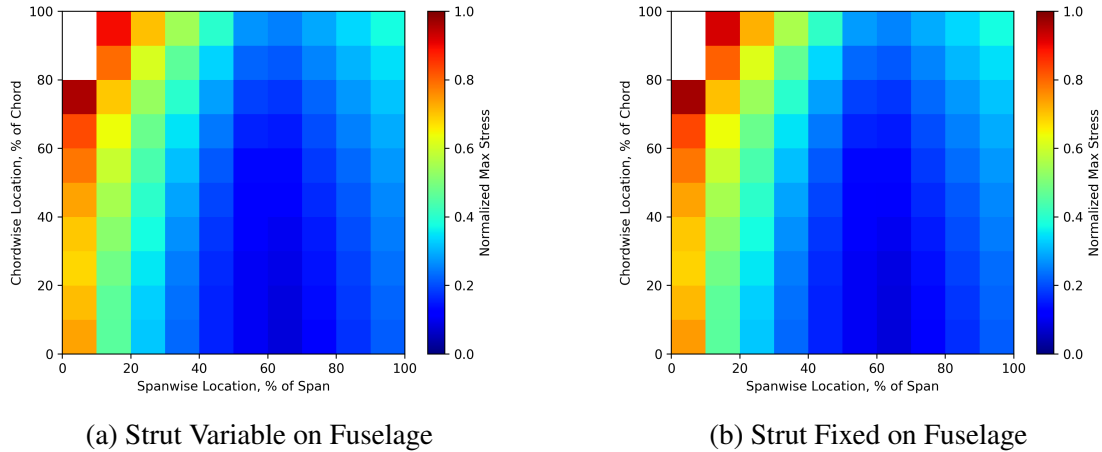 100
80
60
40
20
0
Chordwise Location, % of Chord
0 20 40 60 80 100
Spanwise Location, % of Span
1.0
0.8
0.6
0.4
0.2
0.0
Normalized Max Stress
(a) Strut Variable on Fuselage
100
80
60
40
20
0
Chordwise Location, % of Chord
0 20 40 60 80 100
Spanwise Location, % of Span
1.0
0.8
0.6
0.4
0.2
0.0
Normalized Max Stress
(b) Strut Fixed on Fuselage